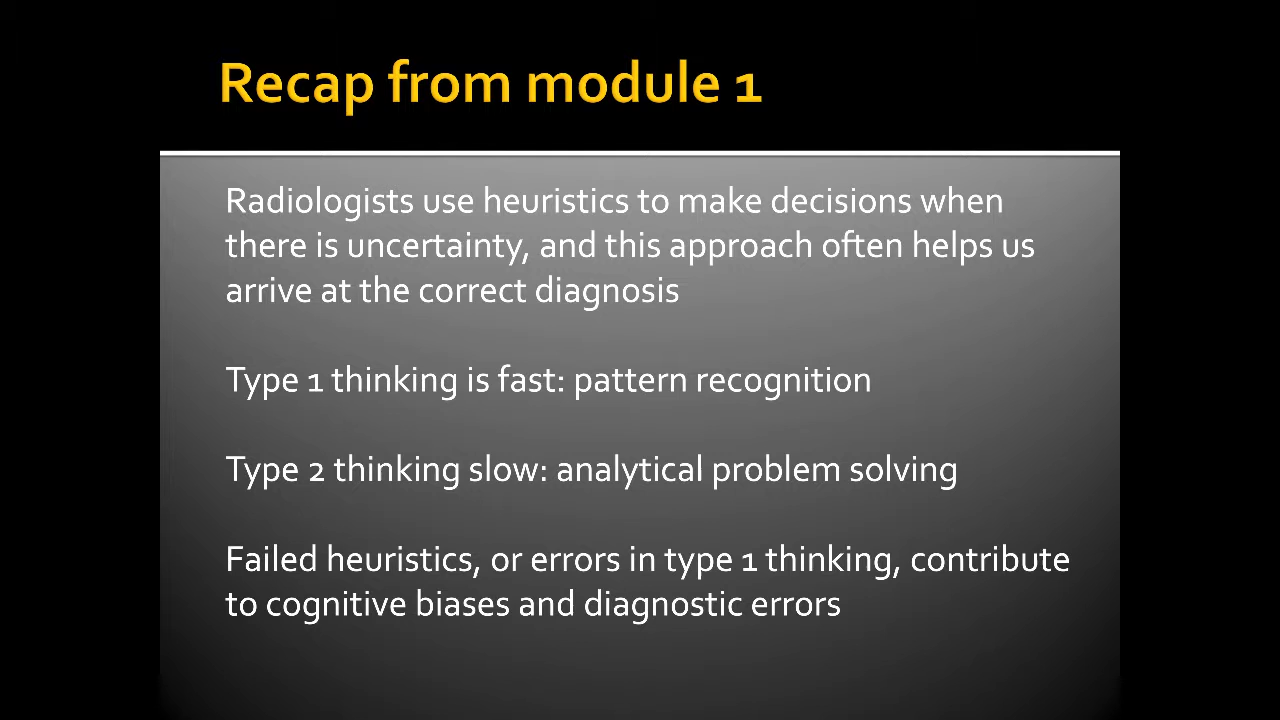 Recap from module 1
Radiologists use heuristics to make decisions when
there is uncertainty, and this approach often helps us
arrive at the correct diagnosis
Type 1 thinking is fast: pattern recognition
Type 2 thinking slow: analytical problem solving
Failed heuristics, or errors in type 1 thinking, contribute
to cognitive biases and diagnostic errors